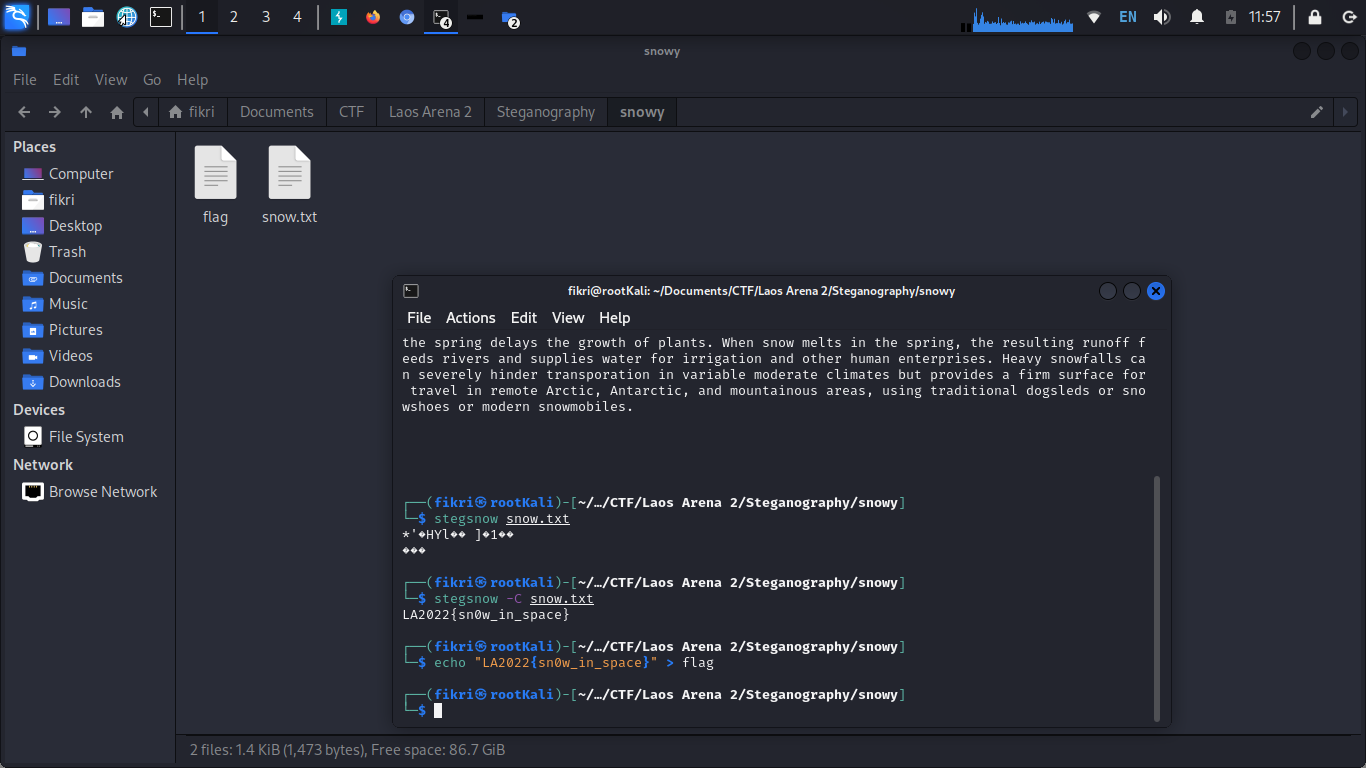 1 2 3 4 4 2 EN 11:57
snowy
File Edit View Go Help
fikri Documents CTF Laos Arena 2 Steganography snowy
Places
Computer
fikri
Desktop
Trash
Documents
Music
Pictures
Videos
Downloads
Devices
File System
Network
Browse Network
flag snow.txt
fikri@rootKali: ~/Documents/CTF/Laos Arena 2/Steganography/snowy
File Actions Edit View Help
the spring delays the growth of plants. When snow melts in the spring, the resulting runoff f
eeds rivers and supplies water for irrigation and other human enterprises. Heavy snowfalls ca
n severely hinder transporation in variable moderate climates but provides a firm surface for
 travel in remote Arctic, Antarctic, and mountainous areas, using traditional dogsleds or sno
wshoes or modern snowmobiles.
┌──(fikri㉿rootKali)-[~/…/CTF/Laos Arena 2/Steganography/snowy]
└─$ stegsnow snow.txt
*'�HYl�� ]�1��
���
┌──(fikri㉿rootKali)-[~/…/CTF/Laos Arena 2/Steganography/snowy]
└─$ stegsnow -C snow.txt
LA2022{sn0w_in_space}
┌──(fikri㉿rootKali)-[~/…/CTF/Laos Arena 2/Steganography/snowy]
└─$ echo "LA2022{sn0w_in_space}" > flag
┌──(fikri㉿rootKali)-[~/…/CTF/Laos Arena 2/Steganography/snowy]
└─$
2 files: 1.4 KiB (1,473 bytes), Free space: 86.7 GiB